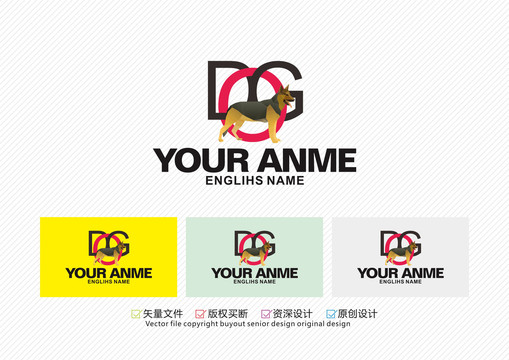 DOG
YOUR ANME
ENGLIHS NAME
DOG
YOUR ANME
ENGLIHS NAME
DOG
YOUR ANME
ENGLIHS NAME
DOG
YOUR ANME
ENGLIHS NAME
矢量文件 版权买断 资深设计 原创设计
Vector file copyright buyout senior design original design